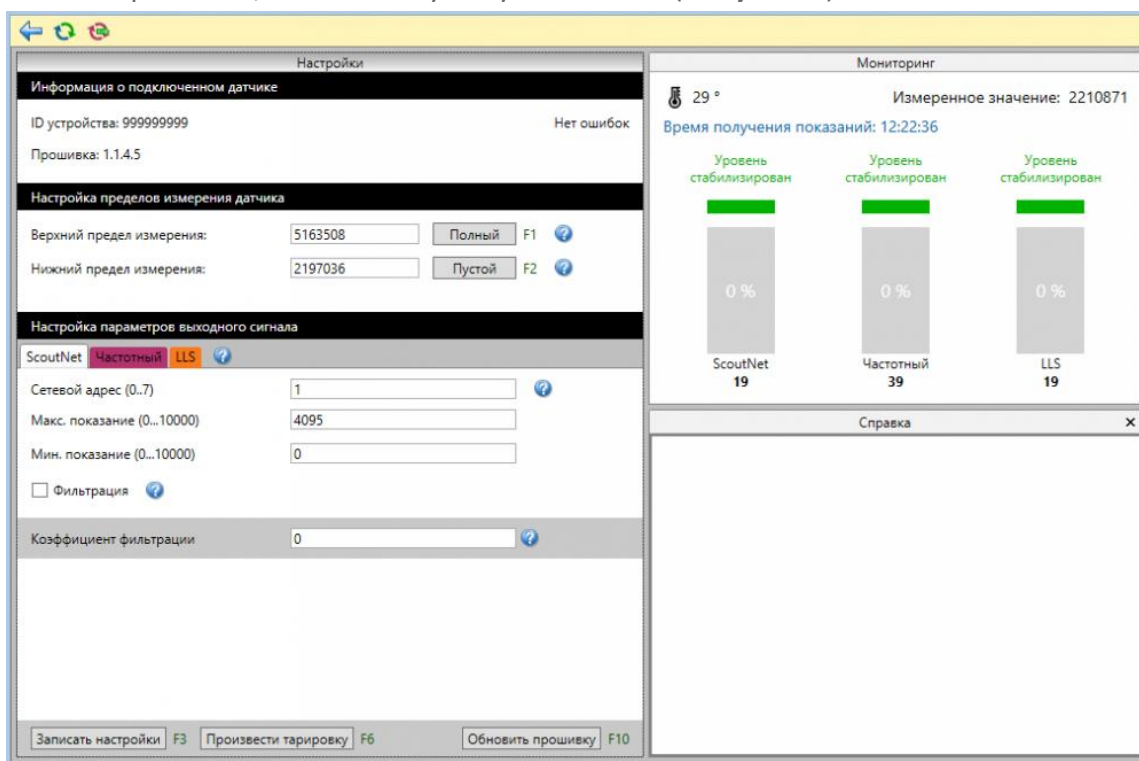 Настройки
Информация о подключенном датчике
ID устройства: 999999999 Нет ошибок
Прошивка: 1.1.4.5
Настройка пределов измерения датчика
Верхний предел измерения: 5163508 Полный F1
Нижний предел измерения: 2197036 Пустой F2
Настройка параметров выходного сигнала
ScoutNet Частотный LLS
Сетевой адрес (0..7) 1
Макс. показание (0...10000) 4095
Мин. показание (0...10000) 0
Фильтрация
Коэффициент фильтрации 0
Записать настройки F3 Произвести тарировку F6 Обновить прошивку F10
Мониторинг
29 ° Измеренное значение: 2210871
Время получения показаний: 12:22:36
Уровень стабилизирован Уровень стабилизирован Уровень стабилизирован
0 % 0 % 0 %
ScoutNet Частотный LLS
19 39 19
Справка